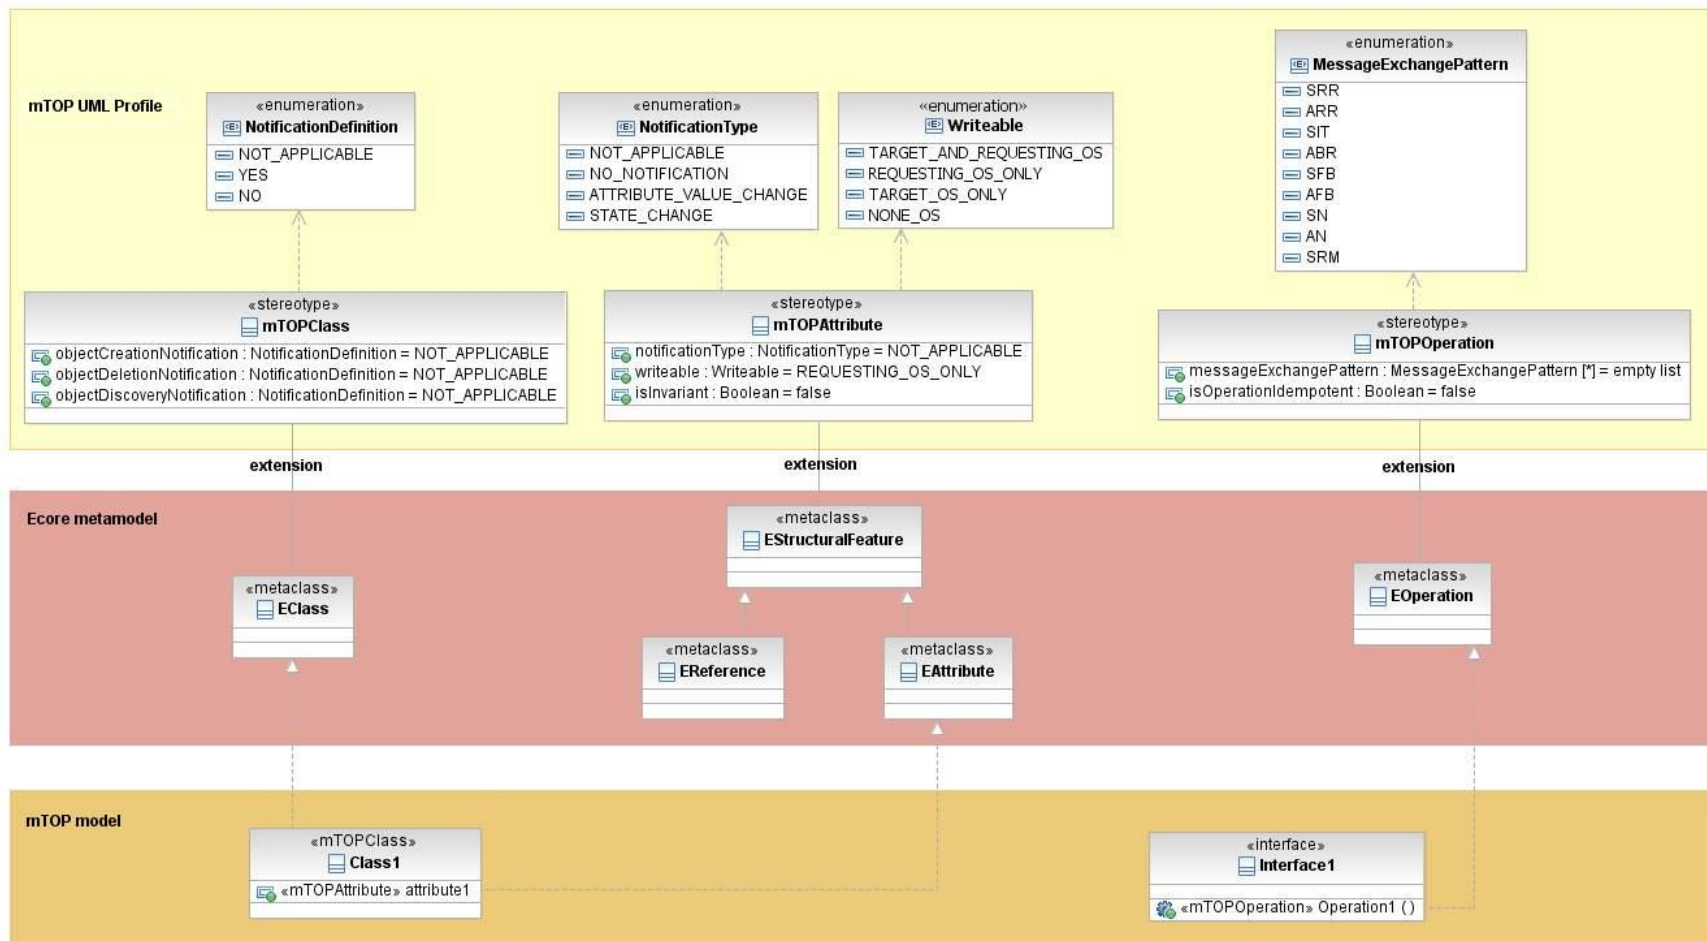 mTOP UML Profile
«enumeration»
NotificationDefinition
NOT_APPLICABLE
YES
NO
«enumeration»
NotificationType
NOT_APPLICABLE
NO_NOTIFICATION
ATTRIBUTE_VALUE_CHANGE
STATE_CHANGE
«enumeration»
Writeable
TARGET_AND_REQUESTING_OS
REQUESTING_OS_ONLY
TARGET_OS_ONLY
NONE_OS
«enumeration»
MessageExchangePattern
SRR
ARR
SIT
ABR
SFB
AFB
SN
AN
SRM
«stereotype»
mTOPClass
objectCreationNotification : NotificationDefinition = NOT_APPLICABLE
objectDeletionNotification : NotificationDefinition = NOT_APPLICABLE
objectDiscoveryNotification : NotificationDefinition = NOT_APPLICABLE
«stereotype»
mTOPAttribute
notificationType : NotificationType = NOT_APPLICABLE
writeable : Writeable = REQUESTING_OS_ONLY
isInvariant : Boolean = false
«stereotype»
mTOPOperation
messageExchangePattern : MessageExchangePattern [*] = empty list
isOperationIdempotent : Boolean = false
extension
extension
extension
Ecore metamodel
«metaclass»
EClass
«metaclass»
EStructuralFeature
«metaclass»
EReference
«metaclass»
EAttribute
«metaclass»
EOperation
mTOP model
«mTOPClass»
Class1
«mTOPAttribute» attribute1
«interface»
Interface1
«mTOPOperation» Operation1 ( )